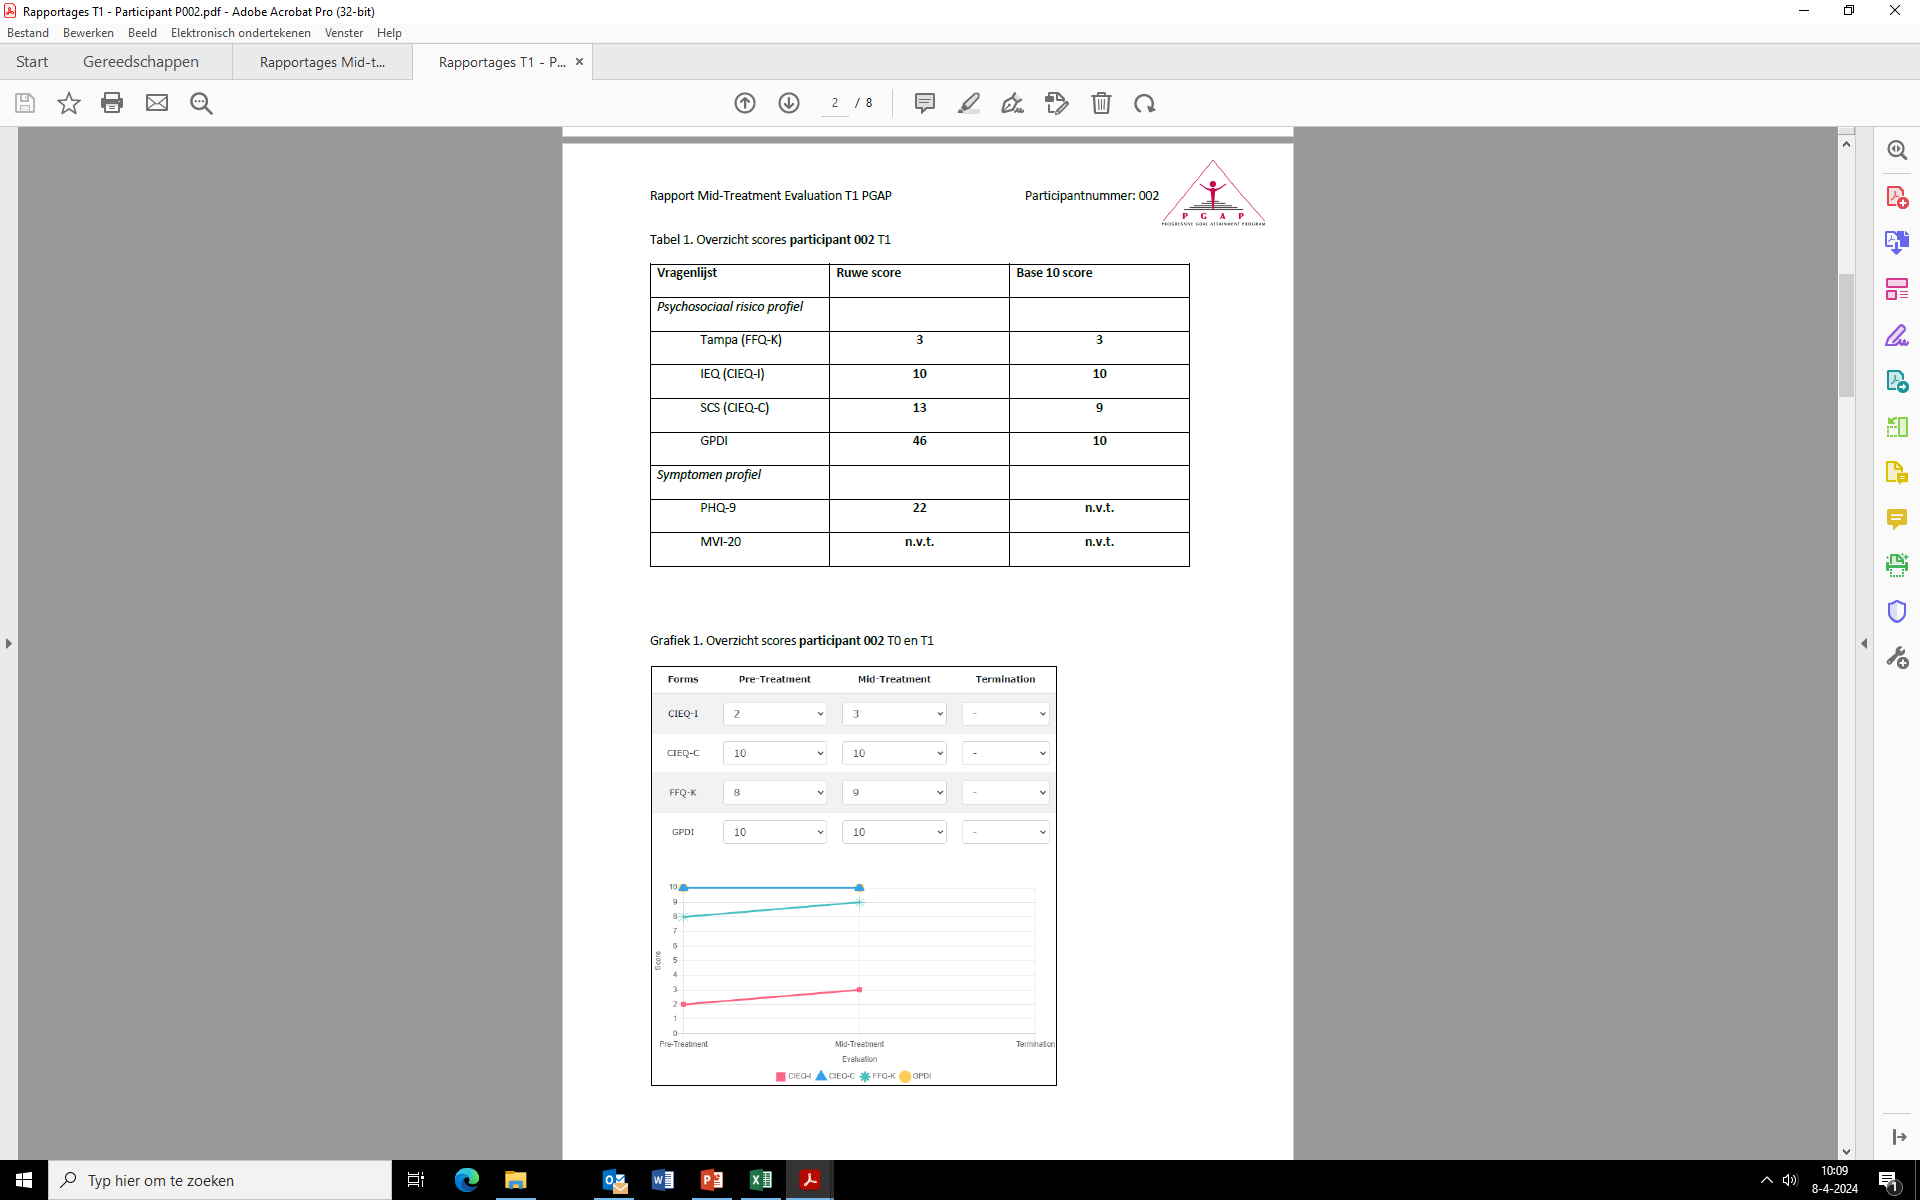 Rapportages T1 - Participant P002.pdf - Adobe Acrobat Pro (32-bit)
Bestand Bewerken Beeld Elektronisch ondertekenen Venster Help
Start Gereedschappen Rapportages Mid-t... Rapportages T1 - P...
2 / 8
Rapport Mid-Treatment Evaluation T1 PGAP Participantnummer: 002
P G A P
PROGRESSIVE GOAL ATTAINMENT PROGRAM
Tabel 1. Overzicht scores participant 002 T1
Vragenlijst Ruwe score Base 10 score
Psychosociaal risico profiel
Tampa (FFQ-K) 3 3
IEQ (CIEQ-I) 10 10
SCS (CIEQ-C) 13 9
GPDI 46 10
Symptomen profiel
PHQ-9 22 n.v.t.
MVI-20 n.v.t. n.v.t.
Grafiek 1. Overzicht scores participant 002 T0 en T1
Forms Pre-Treatment Mid-Treatment Termination
CIEQ-I 2 3 -
CIEQ-C 10 10 -
FFQ-K 8 9 -
GPDI 10 10 -
10
9
8
7
6
5
4
3
2
1
0
Score
Pre-Treatment Mid-Treatment Termination
Evaluation
CIEQ-I CIEQ-C FFQ-K GPDI
Typ hier om te zoeken
10:09
8-4-2024
1